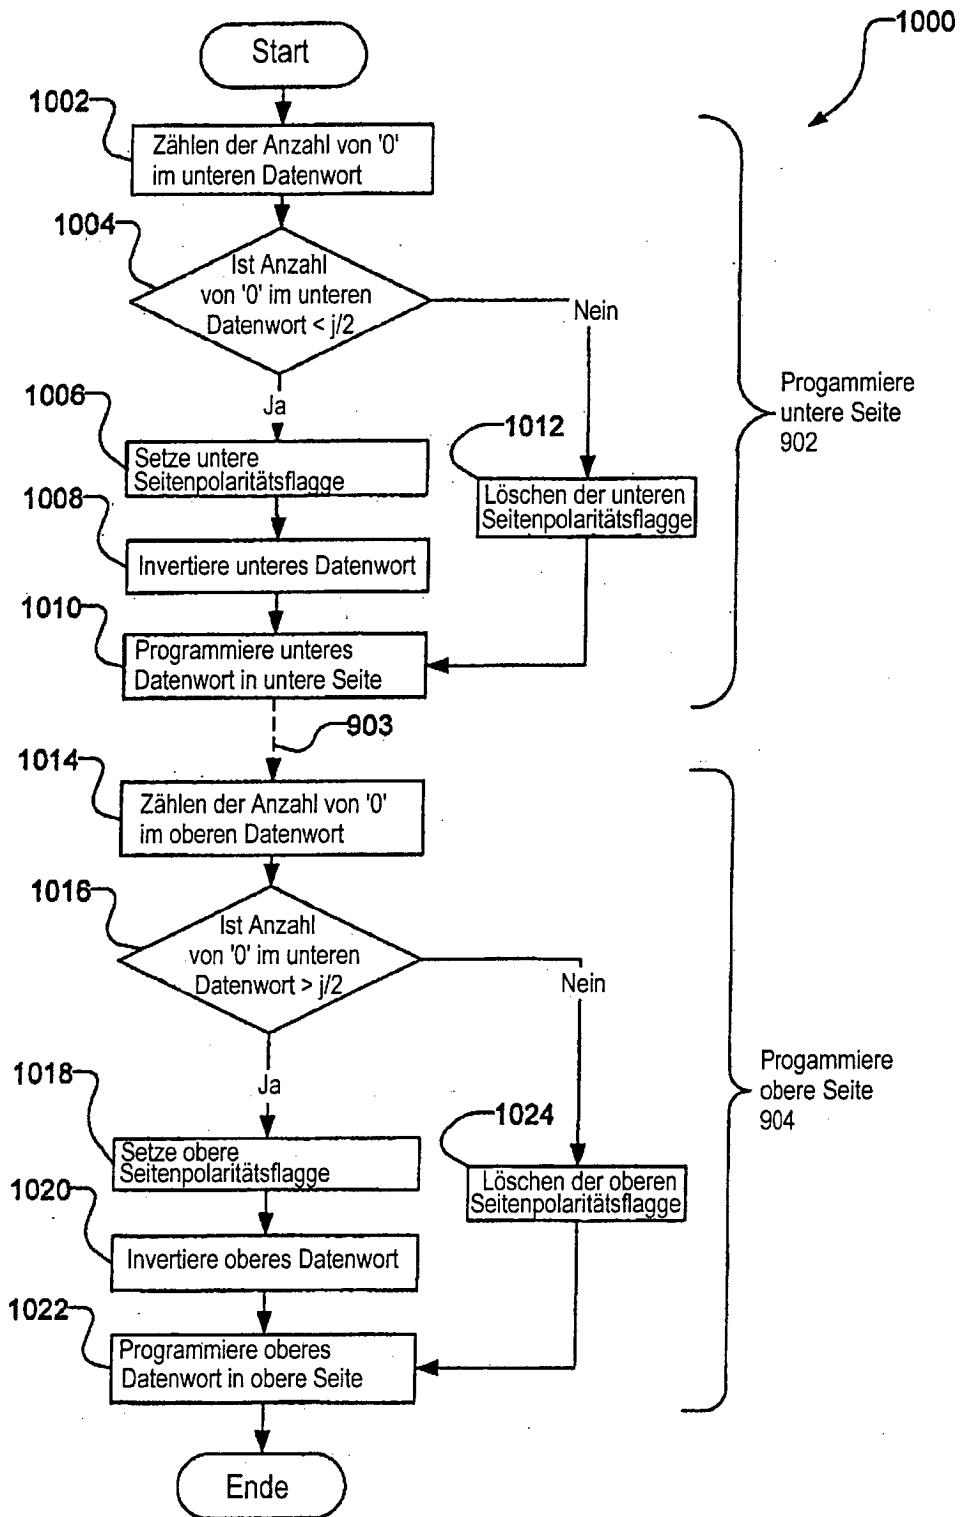 1000
Start
1002
Zählen der Anzahl von '0'
im unteren Datenwort
1004
Ist Anzahl
von '0' im unteren
Datenwort < j/2
Nein
Ja
Progammiere
untere Seite
902
1006
Setze untere
Seitenpolaritätsflagge
1012
Löschen der unteren
Seitenpolaritätsflagge
1008
Invertiere unteres Datenwort
1010
Programmiere unteres
Datenwort in untere Seite
903
1014
Zählen der Anzahl von '0'
im oberen Datenwort
1016
Ist Anzahl
von '0' im unteren
Datenwort > j/2
Nein
Ja
Progammiere
obere Seite
904
1018
Setze obere
Seitenpolaritätsflagge
1024
Löschen der oberen
Seitenpolaritätsflagge
1020
Invertiere oberes Datenwort
1022
Programmiere oberes
Datenwort in obere Seite
Ende